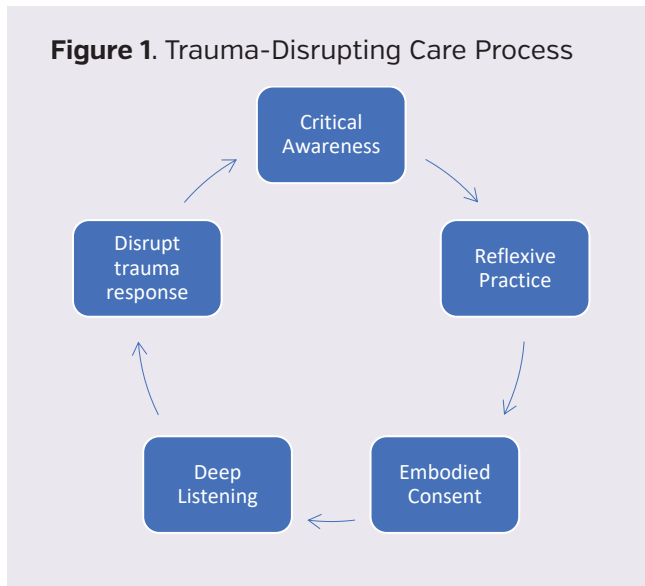 Figure 1. Trauma-Disrupting Care Process
Critical
Awareness
Reflexive
Practice
Embodied
Consent
Deep
Listening
Disrupt
trauma
response